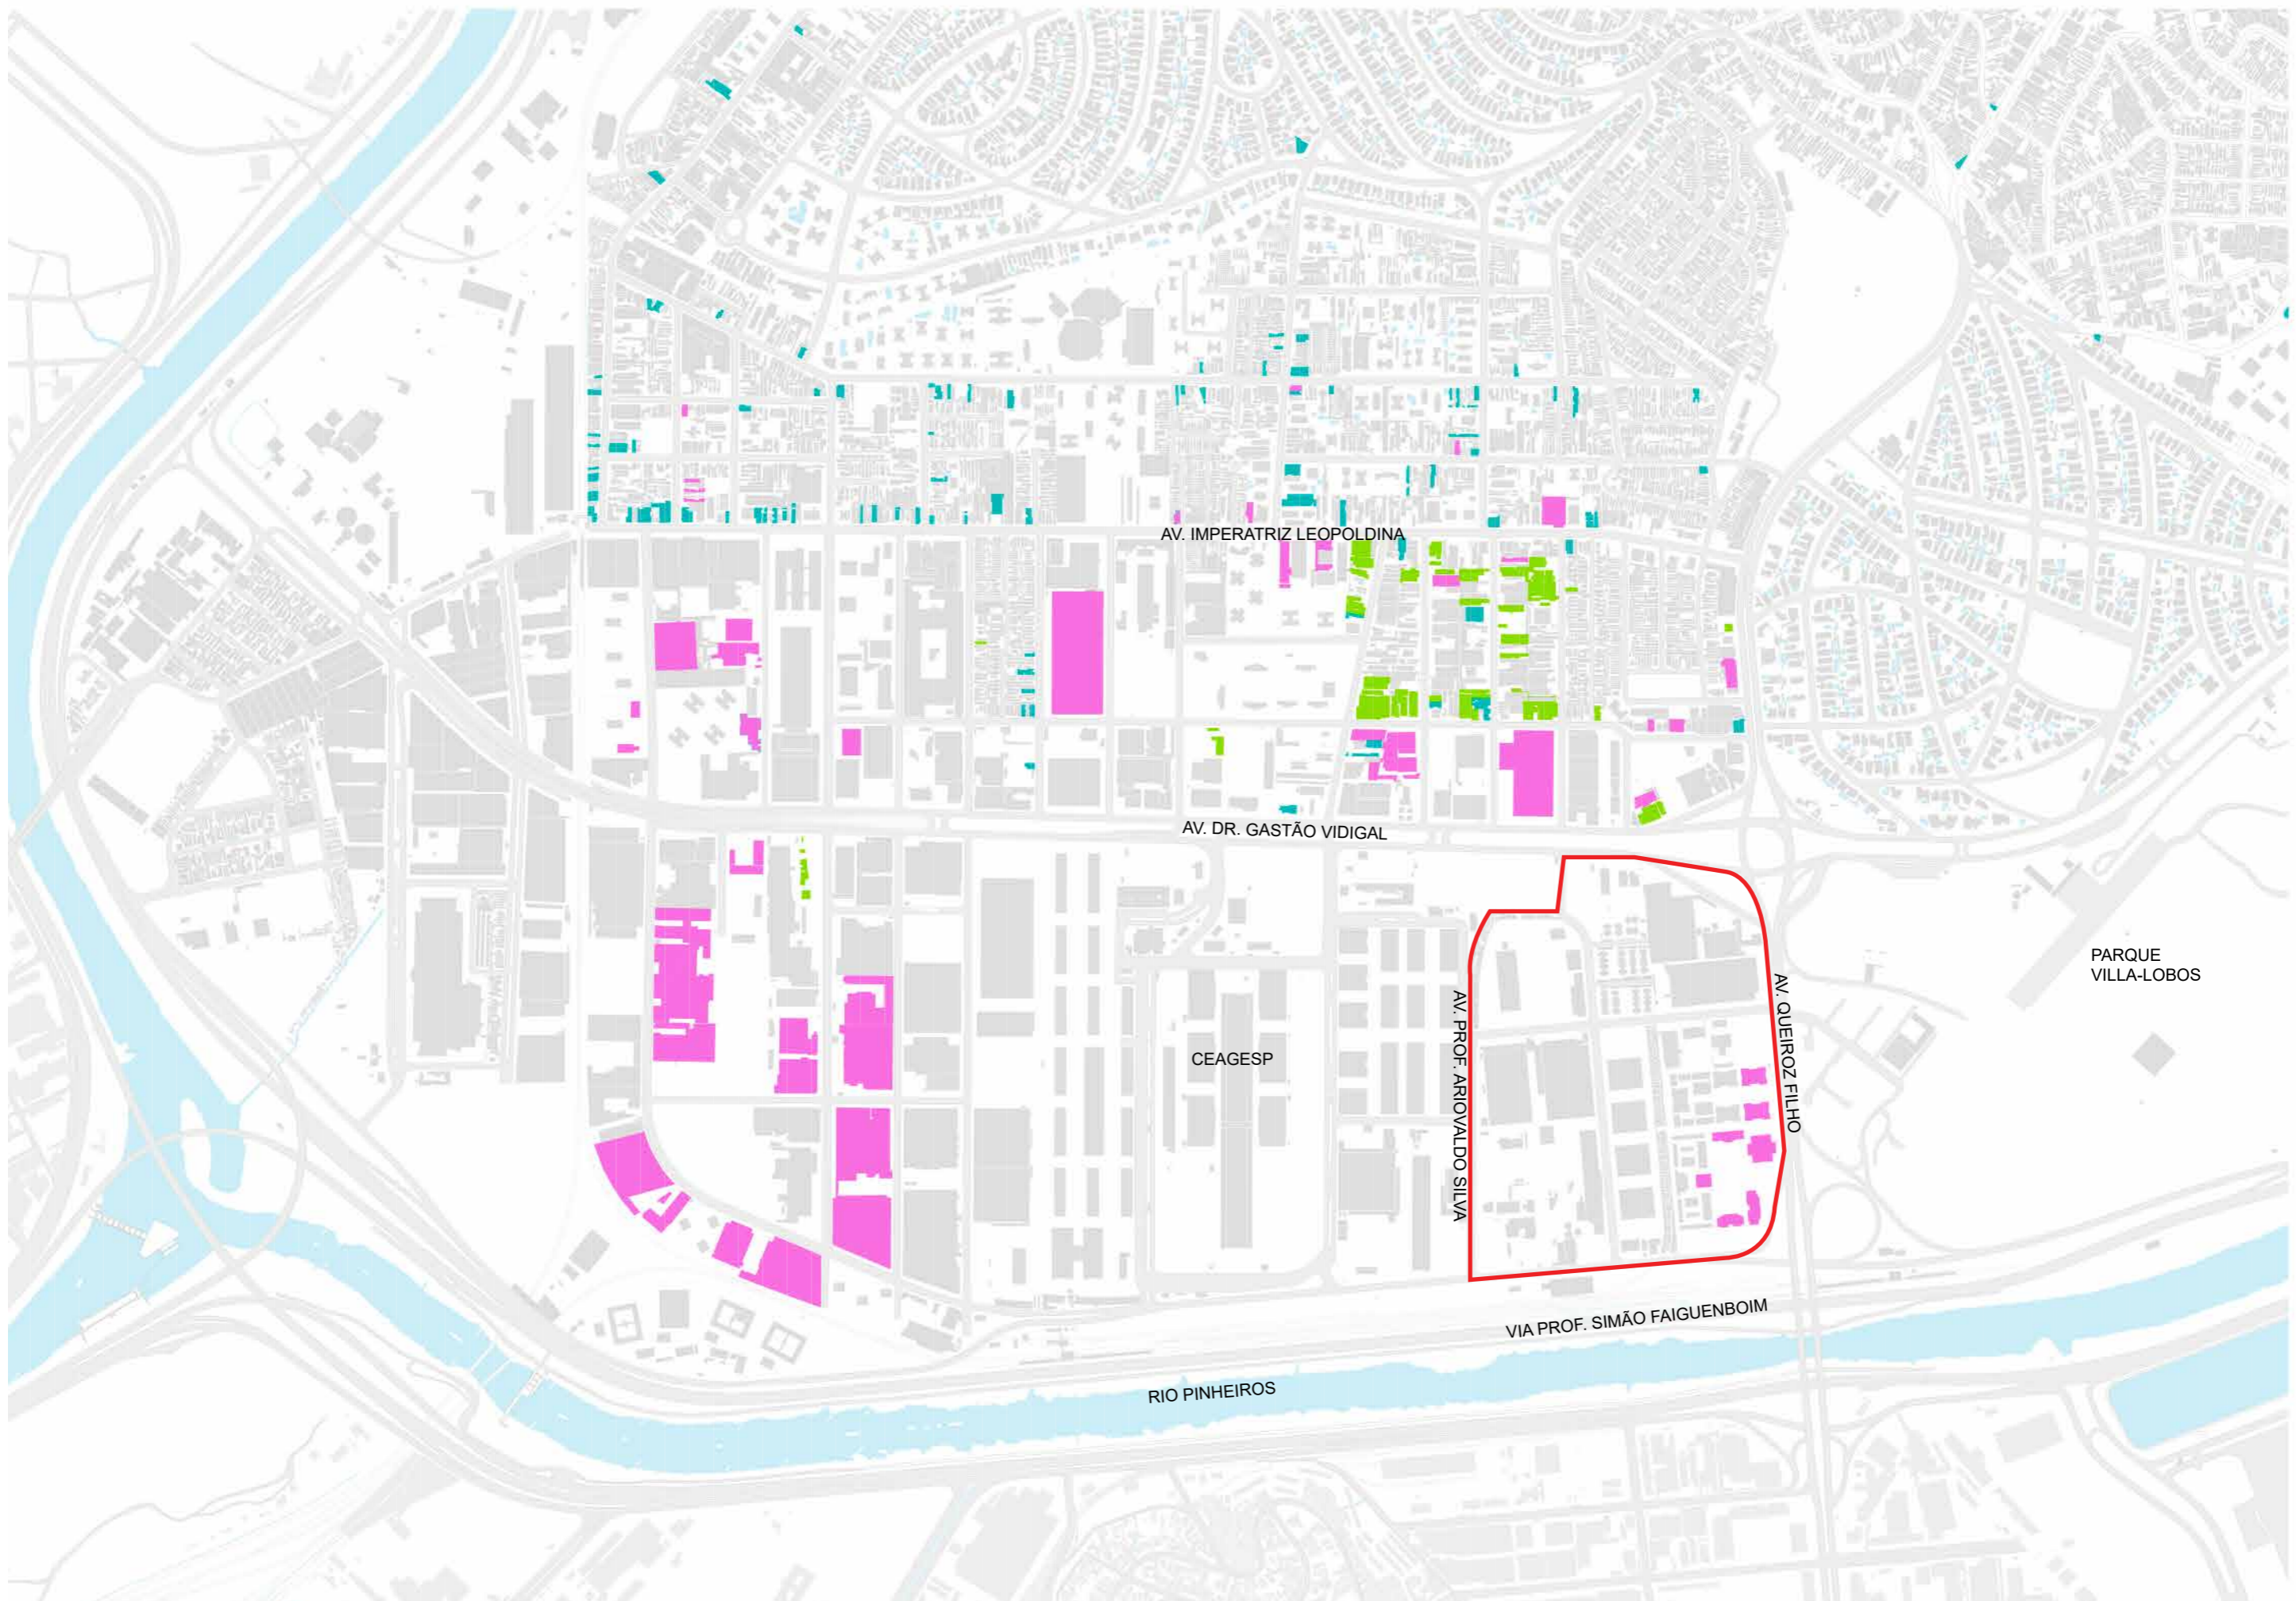 AV. IMPERATRIZ LEOPOLDINA
AV. DR. GASTÃO VIDIGAL
PARQUE
VILLA-LOBOS
AV. QUEIROZ FILHO
AV. PROF. ARIOVALDO SILVA
CEAGESP
VIA PROF. SIMÃO FAIGUENBOIM
RIO PINHEIROS